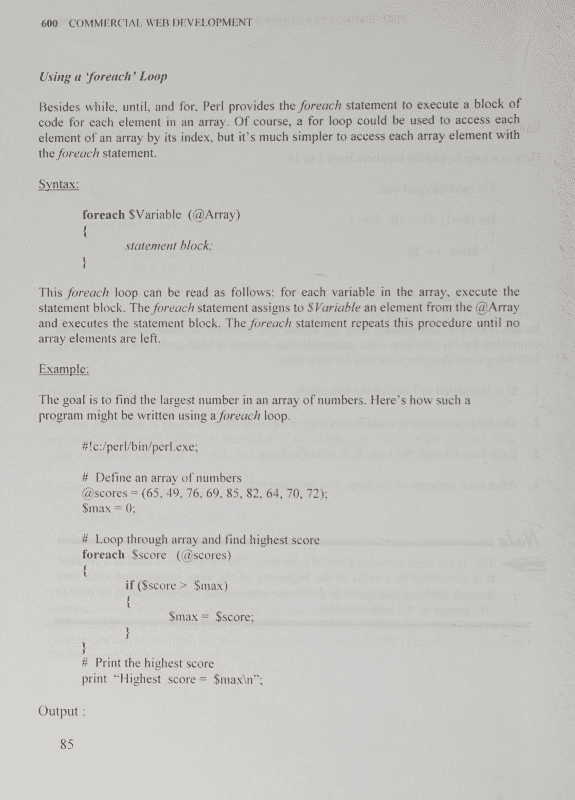 600 COMMERCIAL WEB DEVELOPMENT
Using a ‘foreach’ Loop
Besides while, until, and for, Perl provides the foreach statement to execute a block of
code for each element in an array. Of course, a for loop could be used to access each
element of an array by its index, but it’s much simpler to access each array element with
the foreach statement.
Syntax:
foreach $Variable (@Array)
{
statement block;
}
This foreach loop can be read as follows: for each variable in the array, execute the
statement block. The foreach statement assigns to $Variable an element from the @Array
and executes the statement block. The foreach statement repeats this procedure until no
array elements are left.
Example:
The goal is to find the largest number in an array of numbers. Here’s how such a
program might be written using a foreach loop.
#!c:/perl/bin/perl.exe;
# Define an array of numbers
@scores = (65, 49, 76, 69, 85, 82, 64, 70, 72);
$max = 0;
# Loop through array and find highest score
foreach $score (@scores)
{
if ($score > $max)
{
$max = $score;
}
}
# Print the highest score
print “Highest score = $max\n”;
Output :
85